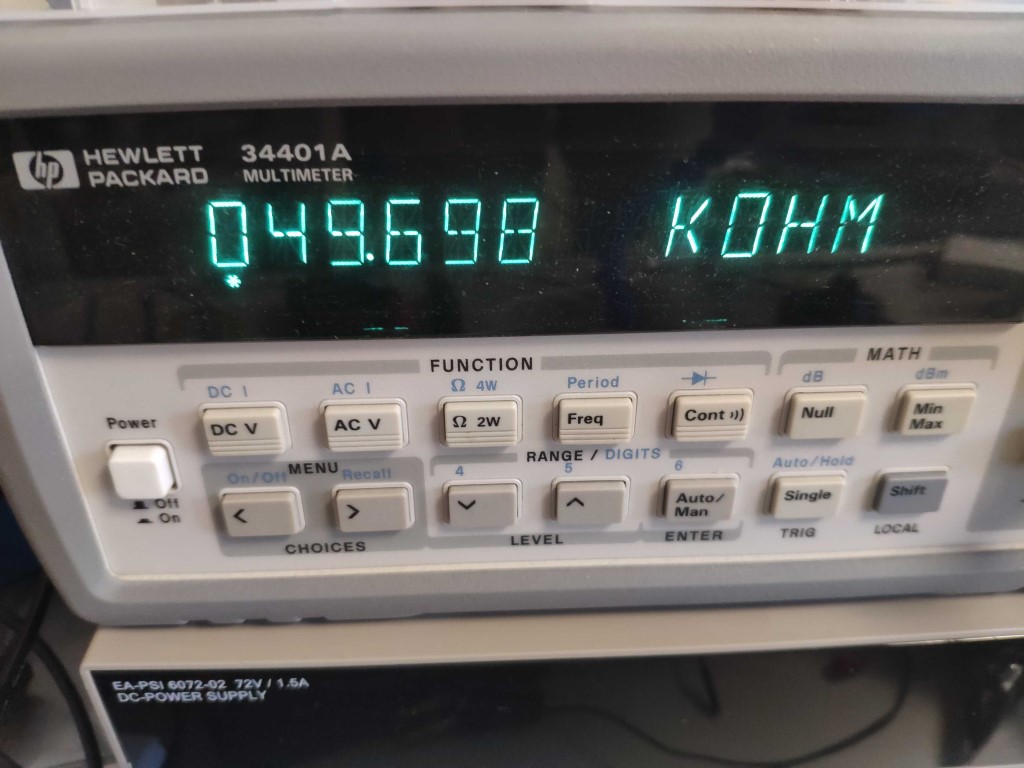 hp HEWLETT PACKARD 34401A MULTIMETER
049.698 KOHM
*
FUNCTION MATH
DC I AC I Ω 4W Period dB dBm
Power
DC V AC V Ω 2W Freq Cont Null Min Max
MENU RANGE / DIGITS
On/Off Recall 4 5 6 Auto/Hold
< > Auto/Man Single Shift
Off
On
CHOICES LEVEL ENTER TRIG LOCAL
EA-PSI 6072-02 72V / 1.5A
DC-POWER SUPPLY